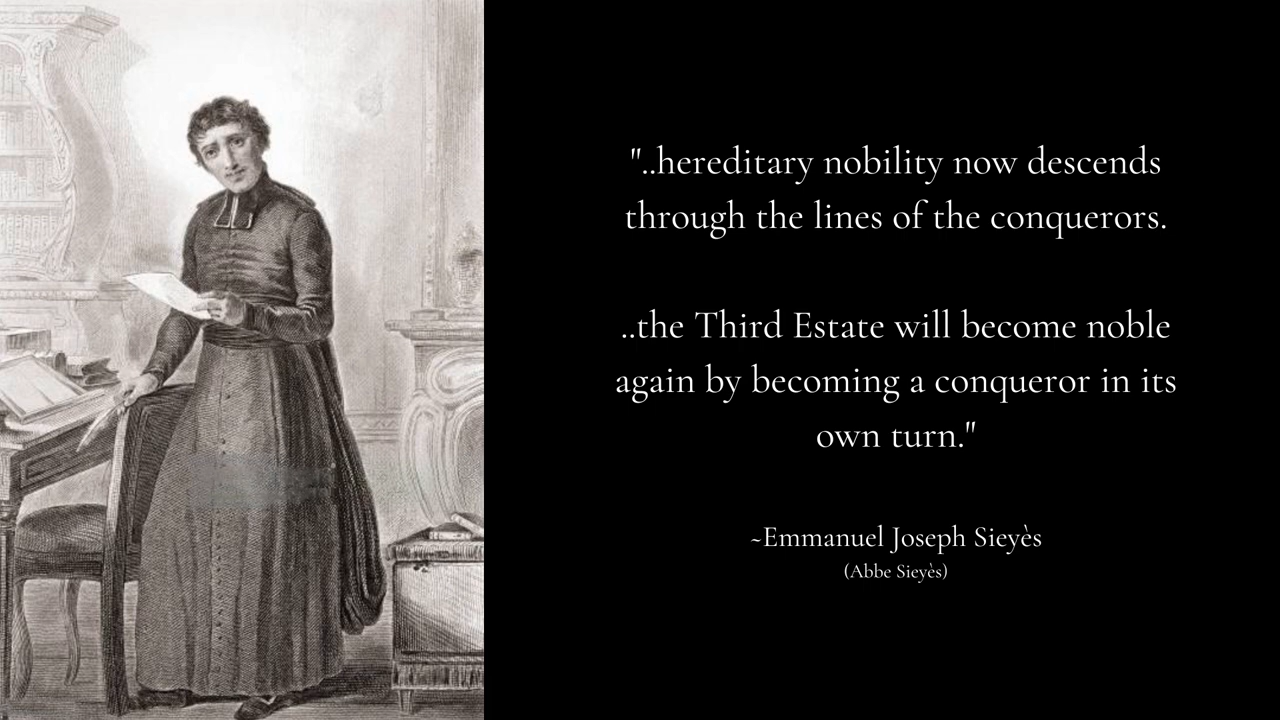 "..hereditary nobility now descends
through the lines of the conquerors.
..the Third Estate will become noble
again by becoming a conqueror in its
own turn."
~Emmanuel Joseph Sieyès
(Abbe Sieyès)